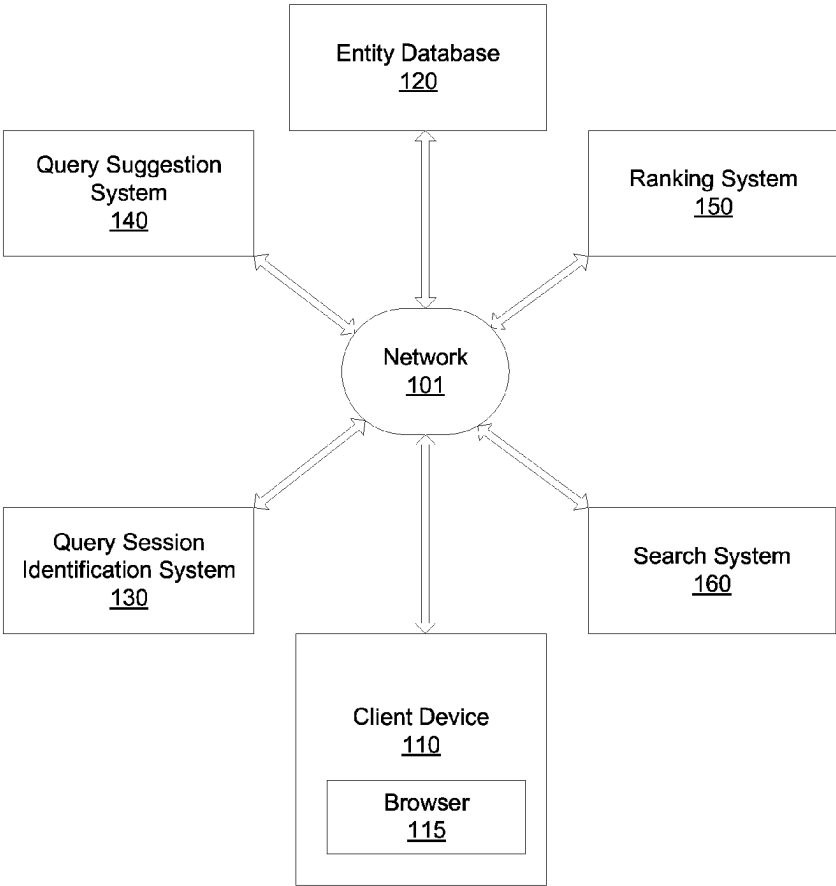 Entity Database
120
Query Suggestion
System
140
Ranking System
150
Network
101
Query Session
Identification System
130
Search System
160
Client Device
110
Browser
115